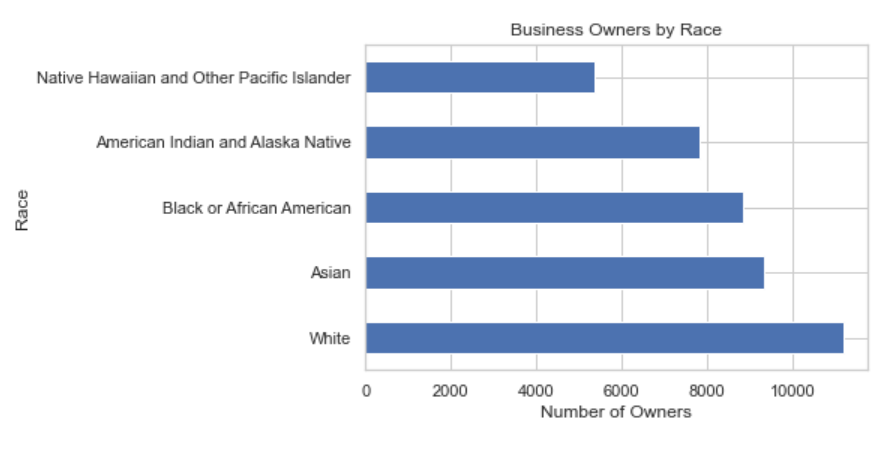 Business Owners by Race
Native Hawaiian and Other Pacific Islander
American Indian and Alaska Native
Black or African American
Asian
White
Race
0 2000 4000 6000 8000 10000
Number of Owners